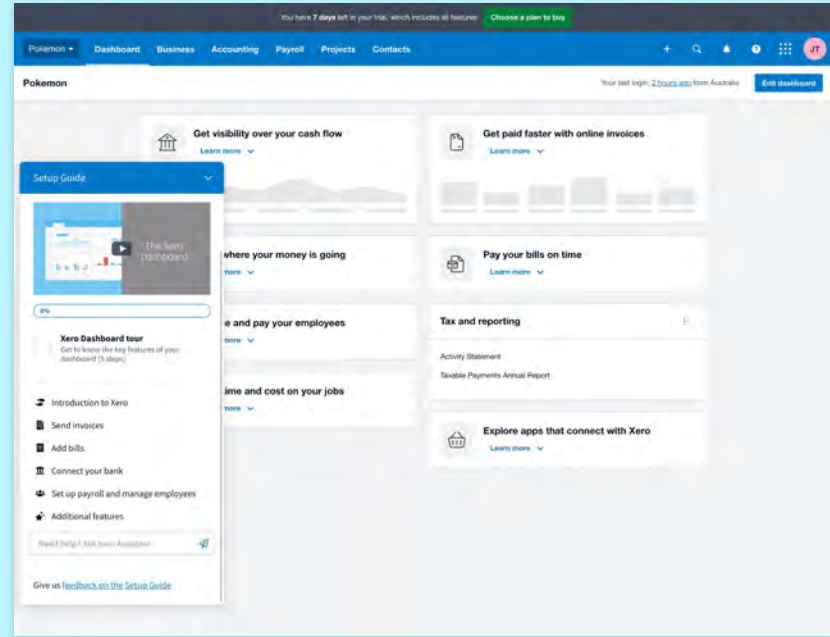 You have 7 days left in your trial, which includes all features Choose a plan to buy
Pokemon Dashboard Business Accounting Payroll Projects Contacts JT
Pokemon
Your last login: 2 hours ago from Australia Edit dashboard
Get visibility over your cash flow
Learn more
Get paid faster with online invoices
Learn more
Setup Guide
The Xero
Dashboard
where your money is going
more
Pay your bills on time
Learn more
0%
Xero Dashboard tour
Get to know the key features of your
dashboard [5 steps]
and pay your employees
more
Tax and reporting
Activity Statement
Taxable Payments Annual Report
time and cost on your jobs
more
Explore apps that connect with Xero
Learn more
Introduction to Xero
Send invoices
Add bills
Connect your bank
Set up payroll and manage employees
Additional features
Need help? Ask Xero Assistant
Give us feedback on the Setup Guide